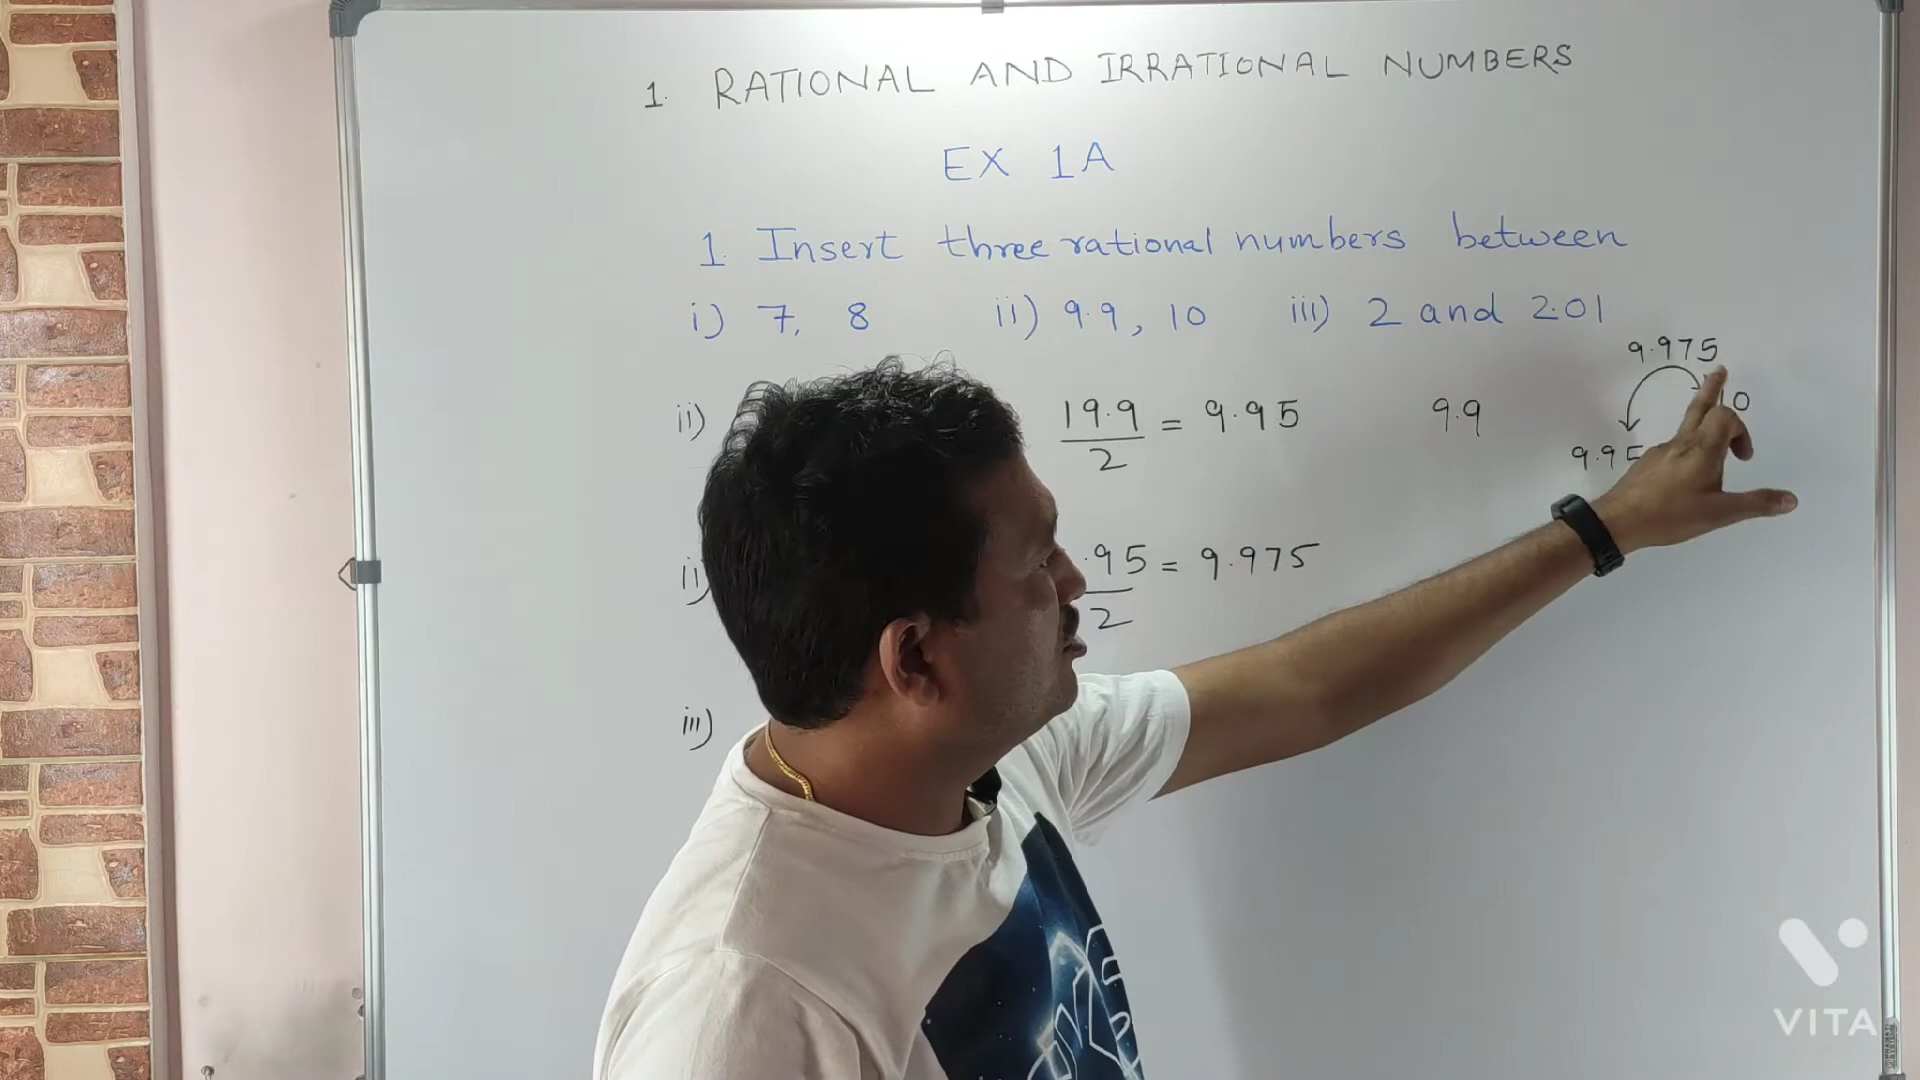 1. RATIONAL AND IRRATIONAL NUMBERS
EX 1A
1. Insert three rational numbers between
i) 7, 8 ii) 9.9, 10 iii) 2 and 2.01
9.975
ii) 19.9/2 = 9.95 9.9 10
9.95
ii) .95/2 = 9.975
iii)
VITA